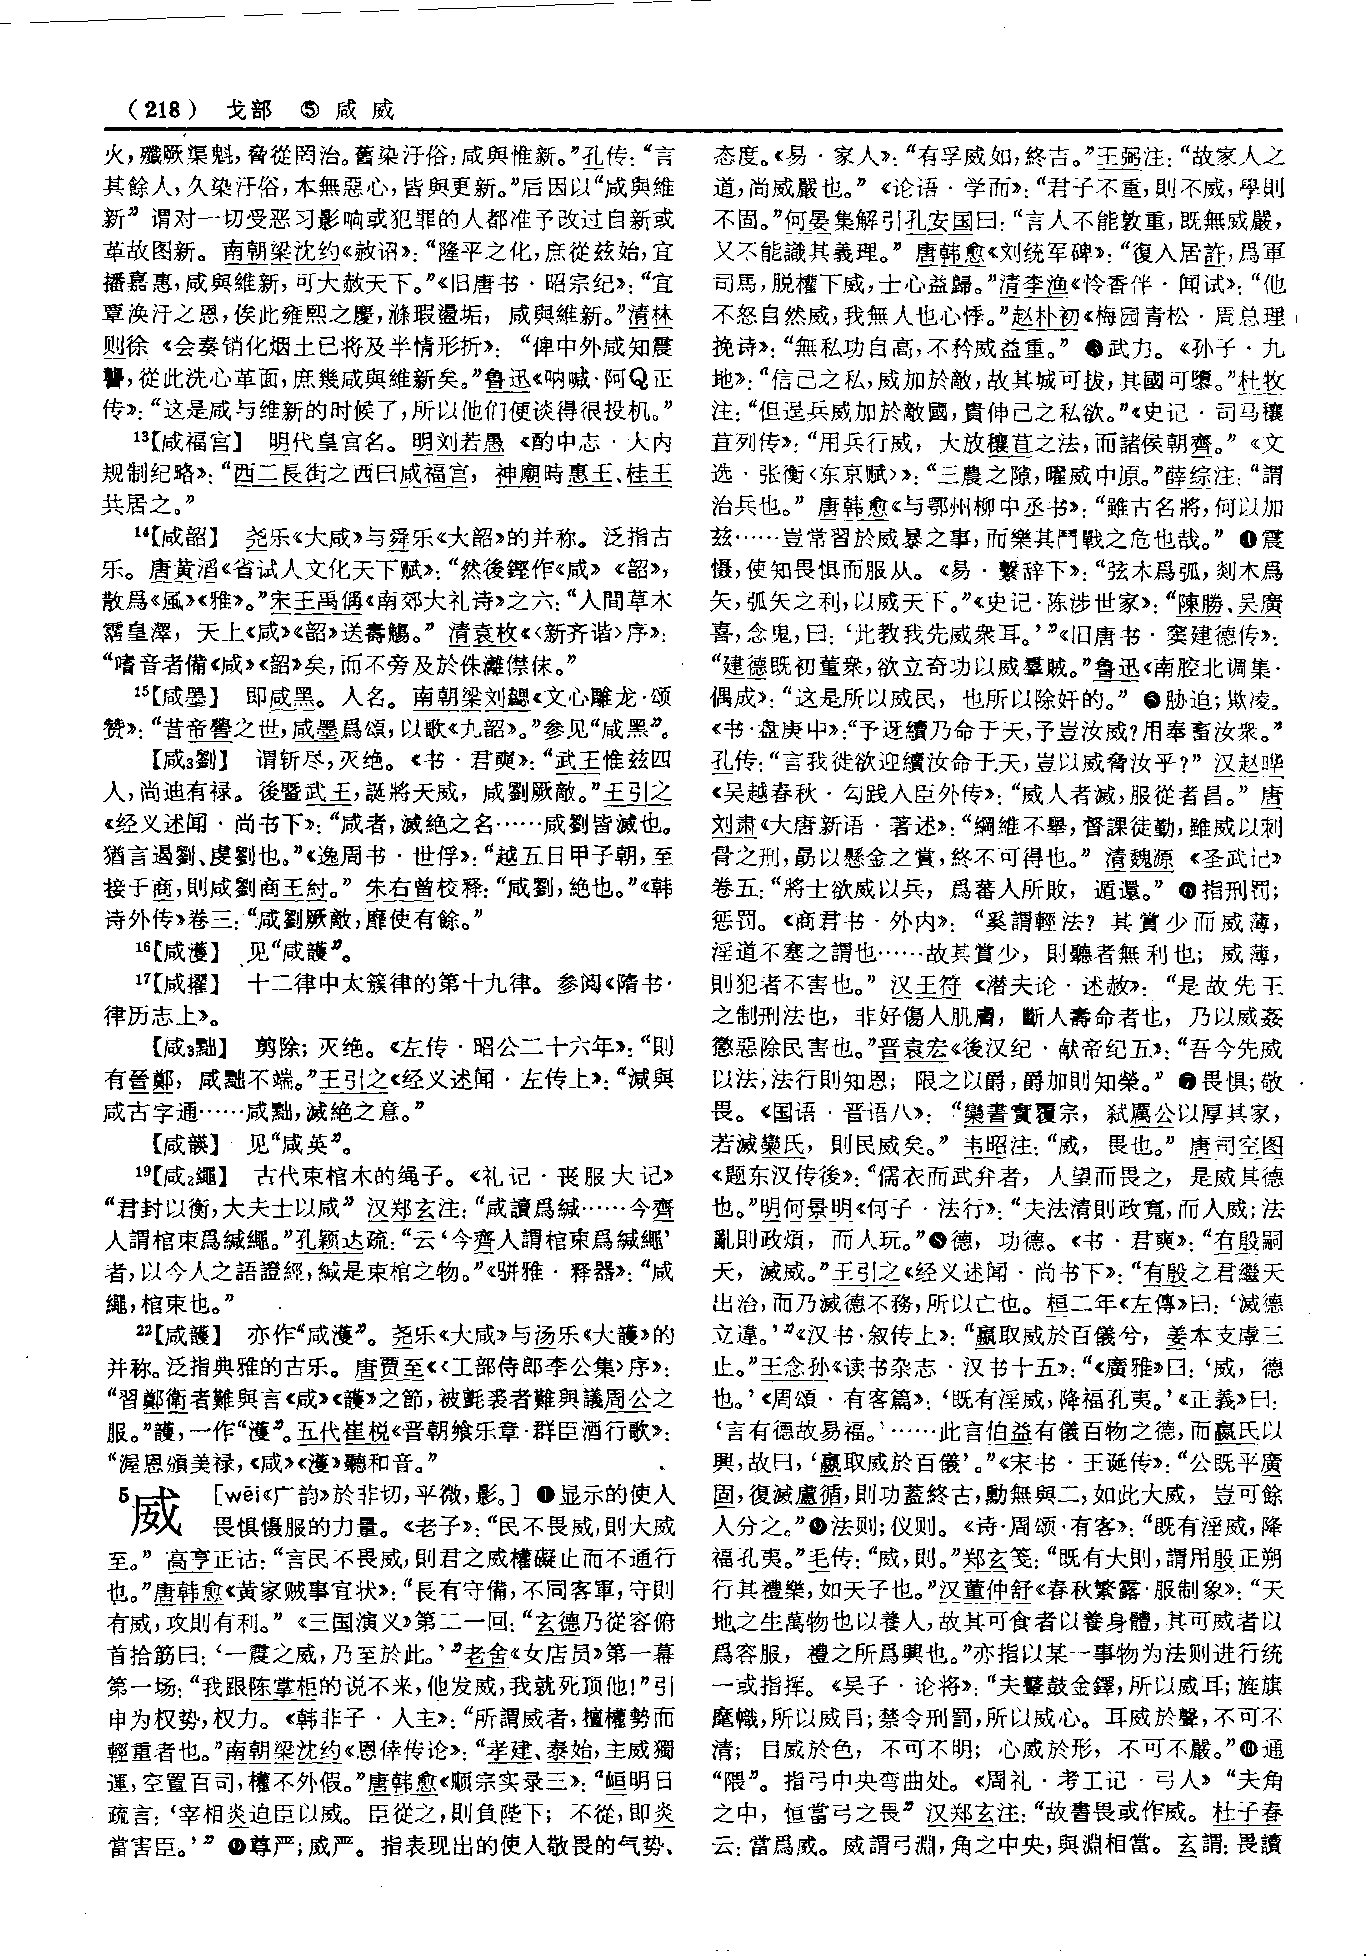 （218） 戈部 ⑤ 咸 威
火，殲厥渠魁，脅從罔治。舊染汙俗，咸與惟新。”孔传：“言
其餘人，久染汙俗，本無惡心，皆與更新。”后因以“咸與維
新”谓对一切受恶习影响或犯罪的人都准予改过自新或
革故图新。南朝梁沈约《赦诏》：“隆平之化，庶從兹始，宜
播嘉惠，咸與維新，可大赦天下。”《旧唐书·昭宗纪》：“宜
覃涣汙之恩，俟此雍熙之慶，滌瑕盪垢，咸與維新。”清林
则徐《会奏销化烟土已将及半情形折》：“俾中外咸知震
讋，從此洗心革面，庶幾咸與維新矣。”鲁迅《呐喊·阿Q正
传》：“这是咸与维新的时候了，所以他们便谈得很投机。”
13【咸福宫】 明代皇宫名。明刘若愚《酌中志·大内
规制纪略》：“西二長街之西曰咸福宫，神廟時惠王、桂王
共居之。”
14【咸韶】 尧乐《大咸》与舜乐《大韶》的并称。泛指古
乐。唐黄滔《省试人文化天下赋》：“然後鏗作《咸》《韶》，
散爲《風》《雅》。”宋王禹偁《南郊大礼诗》之六：“人間草木
霑皇澤，天上《咸》《韶》送壽觴。”清袁枚《〈新齐谐〉序》：
“嗜音者備《咸》《韶》矣，而不旁及於侏離僸佅。”
15【咸墨】 即咸黑。人名。南朝梁刘勰《文心雕龙·颂
赞》：“昔帝嚳之世，咸墨爲頌，以歌《九韶》。”参见“咸黑”。
【咸3劉】 谓斩尽，灭绝。《书·君奭》：“武王惟兹四
人，尚迪有禄。後暨武王，誕將天威，咸劉厥敵。”王引之
《经义述闻·尚书下》：“咸者，滅絶之名……咸劉皆滅也。
猶言遏劉、虔劉也。”《逸周书·世俘》：“越五日甲子朝，至
接于商，則咸劉商王紂。”朱右曾校释：“咸劉，絶也。”《韩
诗外传》卷三：“咸劉厥敵，靡使有餘。”
16【咸濩】 见“咸頀”。
17【咸擢】 十二律中太簇律的第十九律。参阅《隋书·
律历志上》。
【咸3黜】 剪除；灭绝。《左传·昭公二十六年》：“則
有晉鄭，咸黜不端。”王引之《经义述闻·左传上》：“減與
咸古字通……咸黜，滅絶之意。”
【咸韺】 见“咸英”。
19【咸2繩】 古代束棺木的绳子。《礼记·丧服大记》
“君封以衡，大夫士以咸”汉郑玄注：“咸讀爲緘……今齊
人謂棺束爲緘繩。”孔颖达疏：“云‘今齊人謂棺束爲緘繩’
者，以今人之語證經，緘是束棺之物。”《骈雅·释器》：“咸
繩，棺束也。”
22【咸頀】 亦作“咸濩”。尧乐《大咸》与汤乐《大頀》的
并称。泛指典雅的古乐。唐贾至《〈工部侍郎李公集〉序》：
“習鄭衛者難與言《咸》《頀》之節，被氈裘者難與議周公之
服。”頀，一作“濩”。五代崔棁《晋朝飨乐章·群臣酒行歌》：
“渥恩頒美禄，《咸》《濩》聽和音。”
5威 ［wēi《广韵》於非切，平微，影。］ ❶显示的使人
畏惧慑服的力量。《老子》：“民不畏威，則大威
至。”高亨正诂：“言民不畏威，則君之威權礙止而不通行
也。”唐韩愈《黄家贼事宜状》：“長有守備，不同客軍，守則
有威，攻則有利。”《三国演义》第二一回：“玄德乃從容俯
首拾筯曰：‘一震之威，乃至於此。’”老舍《女店员》第一幕
第一场：“我跟陈掌柜的说不来，他发威，我就死顶他！”引
申为权势，权力。《韩非子·人主》：“所謂威者，擅權勢而
輕重者也。”南朝梁沈约《恩倖传论》：“孝建、泰始，主威獨
運，空置百司，權不外假。”唐韩愈《顺宗实录三》：“峘明日
疏言：‘宰相炎迫臣以威。臣從之，則負陛下；不從，即炎
當害臣。’”❷尊严；威严。指表现出的使人敬畏的气势、
态度。《易·家人》：“有孚威如，終吉。”王弼注：“故家人之
道，尚威嚴也。”《论语·学而》：“君子不重，則不威，學則
不固。”何晏集解引孔安国曰：“言人不能敦重，既無威嚴，
又不能識其義理。”唐韩愈《刘统军碑》：“復入居許，爲軍
司馬，脱權下威，士心益歸。”清李渔《怜香伴·闻试》：“他
不怒自然威，我無人也心悸。”赵朴初《梅园青松·周总理
挽诗》：“無私功自高，不矜威益重。”❸武力。《孙子·九
地》：“信己之私，威加於敵，故其城可拔，其國可墮。”杜牧
注：“但逞兵威加於敵國，貴伸己之私欲。”《史记·司马穰
苴列传》：“用兵行威，大放穰苴之法，而諸侯朝齊。”《文
选·张衡〈东京赋〉》：“三農之隙，曜威中原。”薛综注：“謂
治兵也。”唐韩愈《与鄂州柳中丞书》：“雖古名將，何以加
兹……豈常習於威暴之事，而樂其鬥戰之危也哉。”❹震
慑，使知畏惧而服从。《易·繫辞下》：“弦木爲弧，剡木爲
矢，弧矢之利，以威天下。”《史记·陈涉世家》：“陳勝、吴廣
喜，念鬼，曰：‘此教我先威衆耳。’”《旧唐书·窦建德传》：
“建德既初董衆，欲立奇功以威羣賊。”鲁迅《南腔北调集·
偶成》：“这是所以威民，也所以除奸的。”❺胁迫；欺凌。
《书·盘庚中》：“予迓續乃命于天，予豈汝威？用奉畜汝衆。”
孔传：“言我徙欲迎續汝命于天，豈以威脅汝乎？”汉赵晔
《吴越春秋·勾践入臣外传》：“威人者滅，服從者昌。”唐
刘肃《大唐新语·著述》：“綱維不舉，督課徒勤，雖威以刺
骨之刑，勗以懸金之賞，終不可得也。”清魏源《圣武记》
卷五：“將士欲威以兵，爲蕃人所敗，遁還。”❻指刑罚；
惩罚。《商君书·外内》：“奚謂輕法？其賞少而威薄，
淫道不塞之謂也……故其賞少，則聽者無利也；威薄，
則犯者不害也。”汉王符《潜夫论·述赦》：“是故先王
之制刑法也，非好傷人肌膚，斷人壽命者也，乃以威姦
懲惡除民害也。”晋袁宏《後汉纪·献帝纪五》：“吾今先威
以法，法行則知恩；限之以爵，爵加則知榮。”❼畏惧；敬
畏。《国语·晋语八》：“欒書實覆宗，弑厲公以厚其家，
若滅欒氏，則民威矣。”韦昭注：“威，畏也。”唐司空图
《题东汉传後》：“儒衣而武弁者，人望而畏之，是威其德
也。”明何景明《何子·法行》：“夫法清則政寬，而人威；法
亂則政煩，而人玩。”❽德，功德。《书·君奭》：“有殷嗣
天，滅威。”王引之《经义述闻·尚书下》：“有殷之君繼天
出治，而乃滅德不務，所以亡也。桓二年《左傳》曰：‘滅德
立違。’”《汉书·叙传上》：“嬴取威於百儀兮，姜本支虖三
止。”王念孙《读书杂志·汉书十五》：“《廣雅》曰：‘威，德
也。’《周頌·有客篇》：‘既有淫威，降福孔夷。’《正義》曰：
‘言有德故易福。’……此言伯益有儀百物之德，而嬴氏以
興，故曰，‘嬴取威於百儀’。”《宋书·王诞传》：“公既平廣
固，復滅盧循，則功蓋終古，勳無與二，如此大威，豈可餘
人分之。”❾法则；仪则。《诗·周颂·有客》：“既有淫威，降
福孔夷。”毛传：“威，則。”郑玄笺：“既有大則，謂用殷正朔
行其禮樂，如天子也。”汉董仲舒《春秋繁露·服制象》：“天
地之生萬物也以養人，故其可食者以養身體，其可威者以
爲容服，禮之所爲興也。”亦指以某一事物为法则进行统
一或指挥。《吴子·论将》：“夫鼙鼓金鐸，所以威耳；旌旗
麾幟，所以威目；禁令刑罰，所以威心。耳威於聲，不可不
清；目威於色，不可不明；心威於形，不可不嚴。”❿通
“隈”。指弓中央弯曲处。《周礼·考工记·弓人》“夫角
之中，恒當弓之畏”汉郑玄注：“故書畏或作威。杜子春
云：當爲威。威謂弓淵，角之中央，與淵相當。玄謂：畏讀